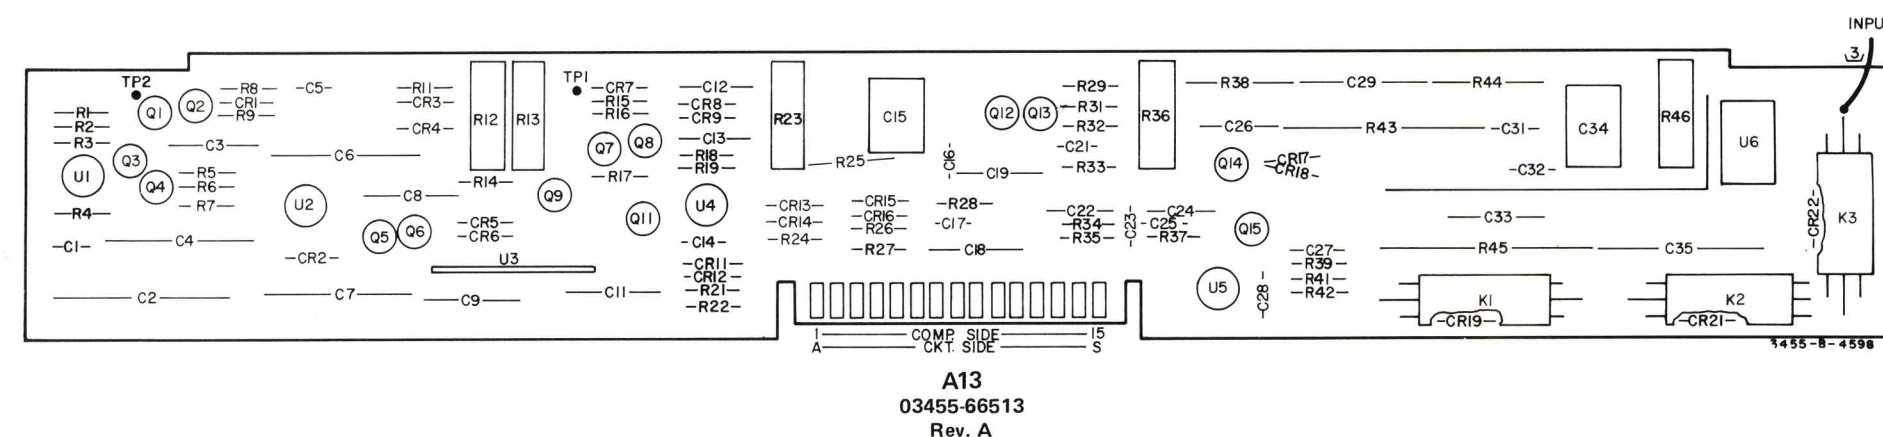 INPU
3
TP2
Q1
Q2
R8
CR1
R9
C5
R11
CR3
CR4
R12
R13
TP1
CR7
R15
R16
C12
CR8
CR9
C13
R18
R19
R23
C15
Q12
Q13
R29
R31
R32
C21
R33
R36
R38
C29
R44
C26
R43
C31
C32
C34
R46
U6
R1
R2
R3
U1
Q3
Q4
C3
R5
R6
R7
R4
C1
C4
C2
C6
U2
C8
R14
Q9
Q7
Q8
R17
Q11
U4
R25
C16
C19
Q14
CR17
CR18
Q5
Q6
CR5
CR6
CR2
U3
C7
C9
C11
C14
CR11
CR12
R21
R22
CR13
CR14
R24
CR15
CR16
R26
R27
R28
C17
C18
C22
R34
R35
C23
C24
C25
R37
Q15
U5
C28
C27
R39
R41
R42
C33
R45
C35
K1
CR19
K2
CR21
CR22
K3
1 COMP. SIDE 15
A CKT. SIDE S
3455-B-4598
A13
03455-66513
Rev. A